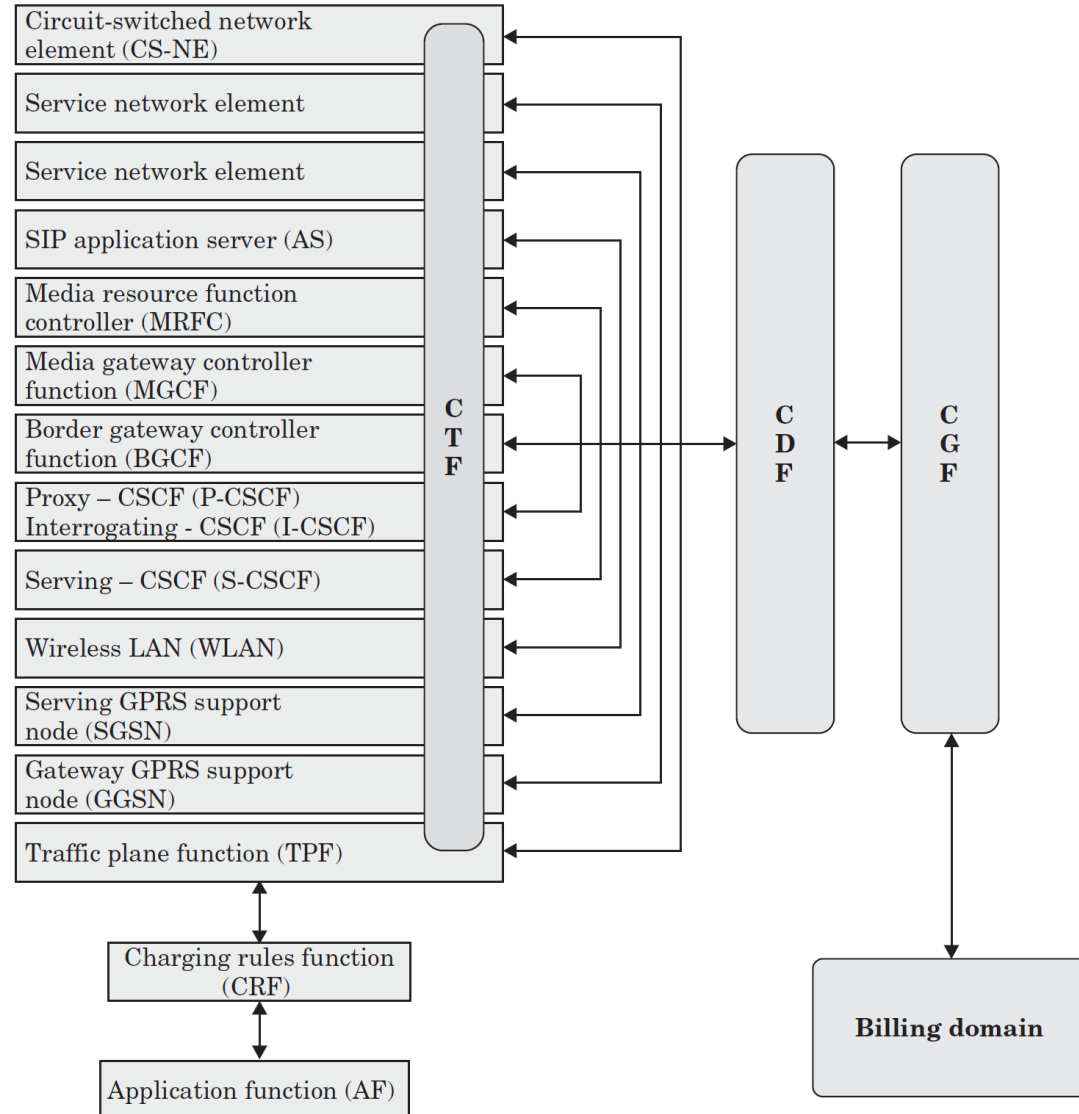 Circuit-switched network
element (CS-NE)
Service network element
Service network element
SIP application server (AS)
Media resource function
controller (MRFC)
Media gateway controller
function (MGCF)
Border gateway controller
function (BGCF)
Proxy – CSCF (P-CSCF)
Interrogating - CSCF (I-CSCF)
Serving – CSCF (S-CSCF)
Wireless LAN (WLAN)
Serving GPRS support
node (SGSN)
Gateway GPRS support
node (GGSN)
Traffic plane function (TPF)
C
T
F
C
D
F
C
G
F
Charging rules function
(CRF)
Application function (AF)
Billing domain